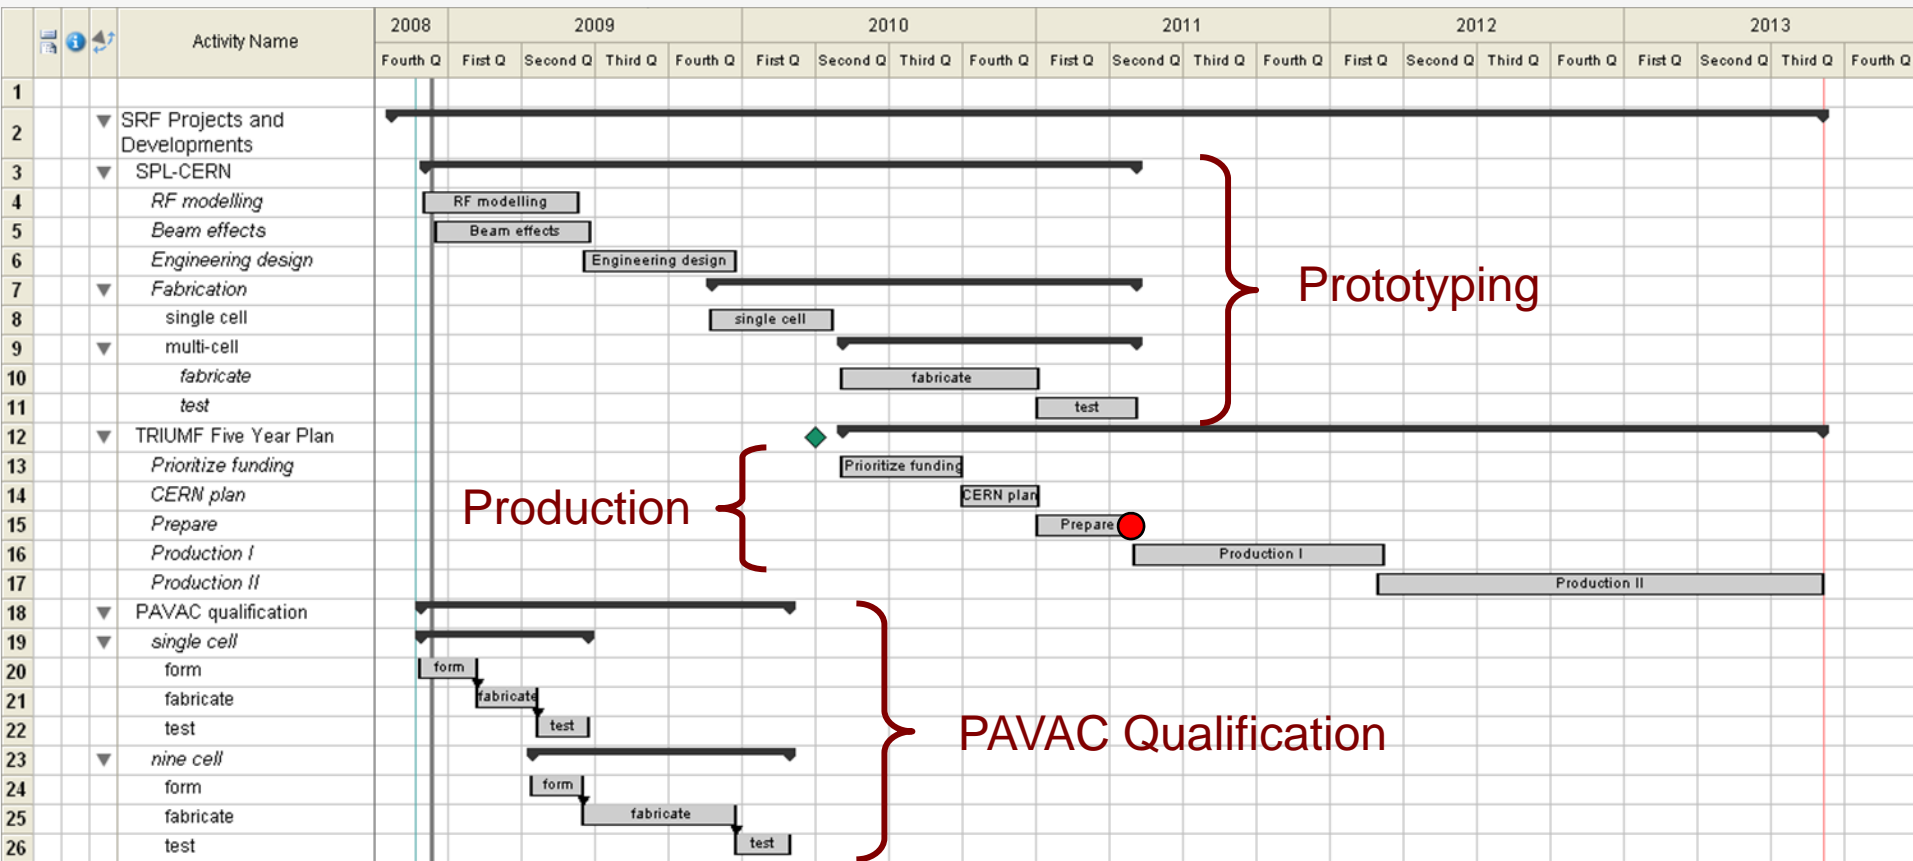 2008 2009 2010 2011 2012 2013
Activity Name
Fourth Q First Q Second Q Third Q Fourth Q First Q Second Q Third Q Fourth Q First Q Second Q Third Q Fourth Q First Q Second Q Third Q Fourth Q First Q Second Q Third Q Fourth Q
1
2 SRF Projects and
Developments
3 SPL-CERN
4 RF modelling RF modelling
5 Beam effects Beam effects
6 Engineering design Engineering design
7 Fabrication
Prototyping
8 single cell single cell
9 multi-cell
10 fabricate fabricate
11 test test
12 TRIUMF Five Year Plan
13 Prioritize funding Prioritize funding
14 CERN plan CERN plan
Production
15 Prepare Prepare
16 Production I Production I
17 Production II Production II
18 PAVAC qualification
19 single cell
20 form form
21 fabricate fabricate
22 test test
PAVAC Qualification
23 nine cell
24 form form
25 fabricate fabricate
26 test test